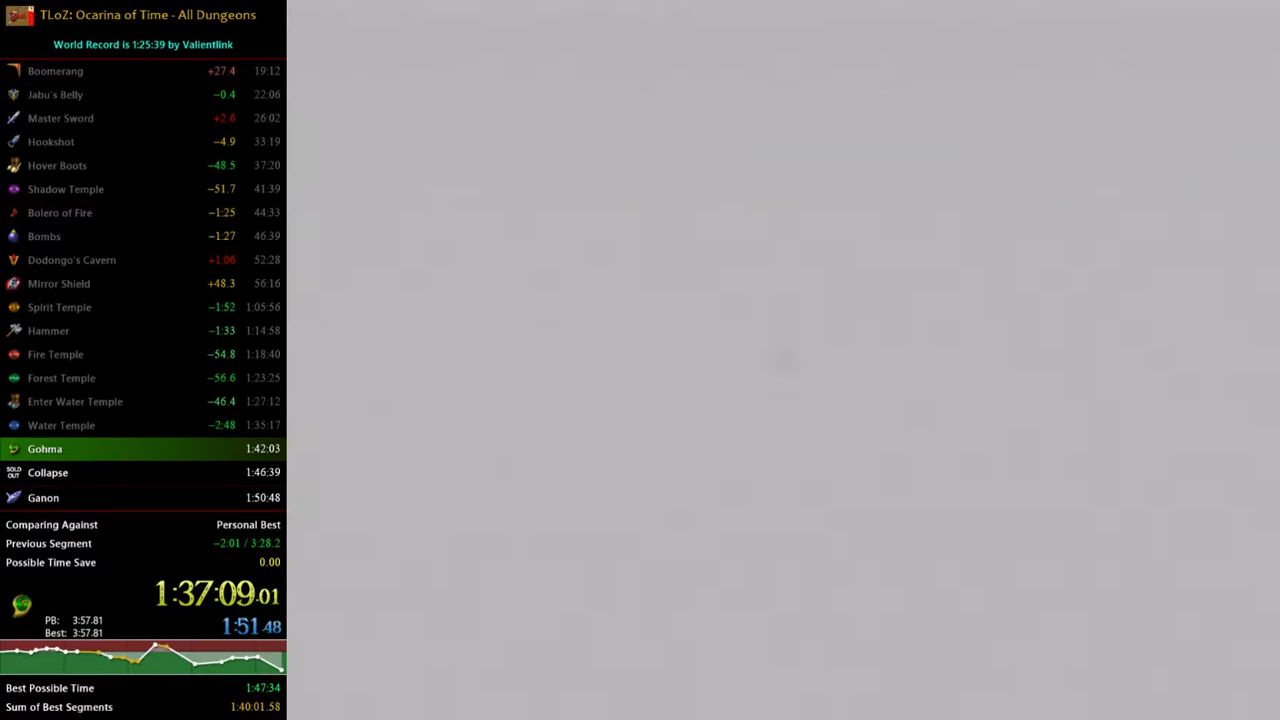 TLoZ: Ocarina of Time - All Dungeons
World Record is 1:25:39 by Valientlink
Boomerang +27.4 19:12
Jabu's Belly −0.4 22:06
Master Sword +2.6 26:02
Hookshot −4.9 33:19
Hover Boots −48.5 37:20
Shadow Temple −51.7 41:39
Bolero of Fire −1:25 44:33
Bombs −1:27 46:39
Dodongo's Cavern +1:06 52:28
Mirror Shield +48.3 56:16
Spirit Temple −1:52 1:05:56
Hammer −1:33 1:14:58
Fire Temple −54.8 1:18:40
Forest Temple −56.6 1:23:25
Enter Water Temple −46.4 1:27:12
Water Temple −2:48 1:35:17
Gohma 1:42:03
SOLD OUT Collapse 1:46:39
Ganon 1:50:48
Comparing Against Personal Best
Previous Segment −2.01 / 3:28.2
Possible Time Save 0.00
1:37:09.01
PB: 3:57.81 1:51.48
Best: 3:57.81
Best Possible Time 1:47:34
Sum of Best Segments 1:40:01.58